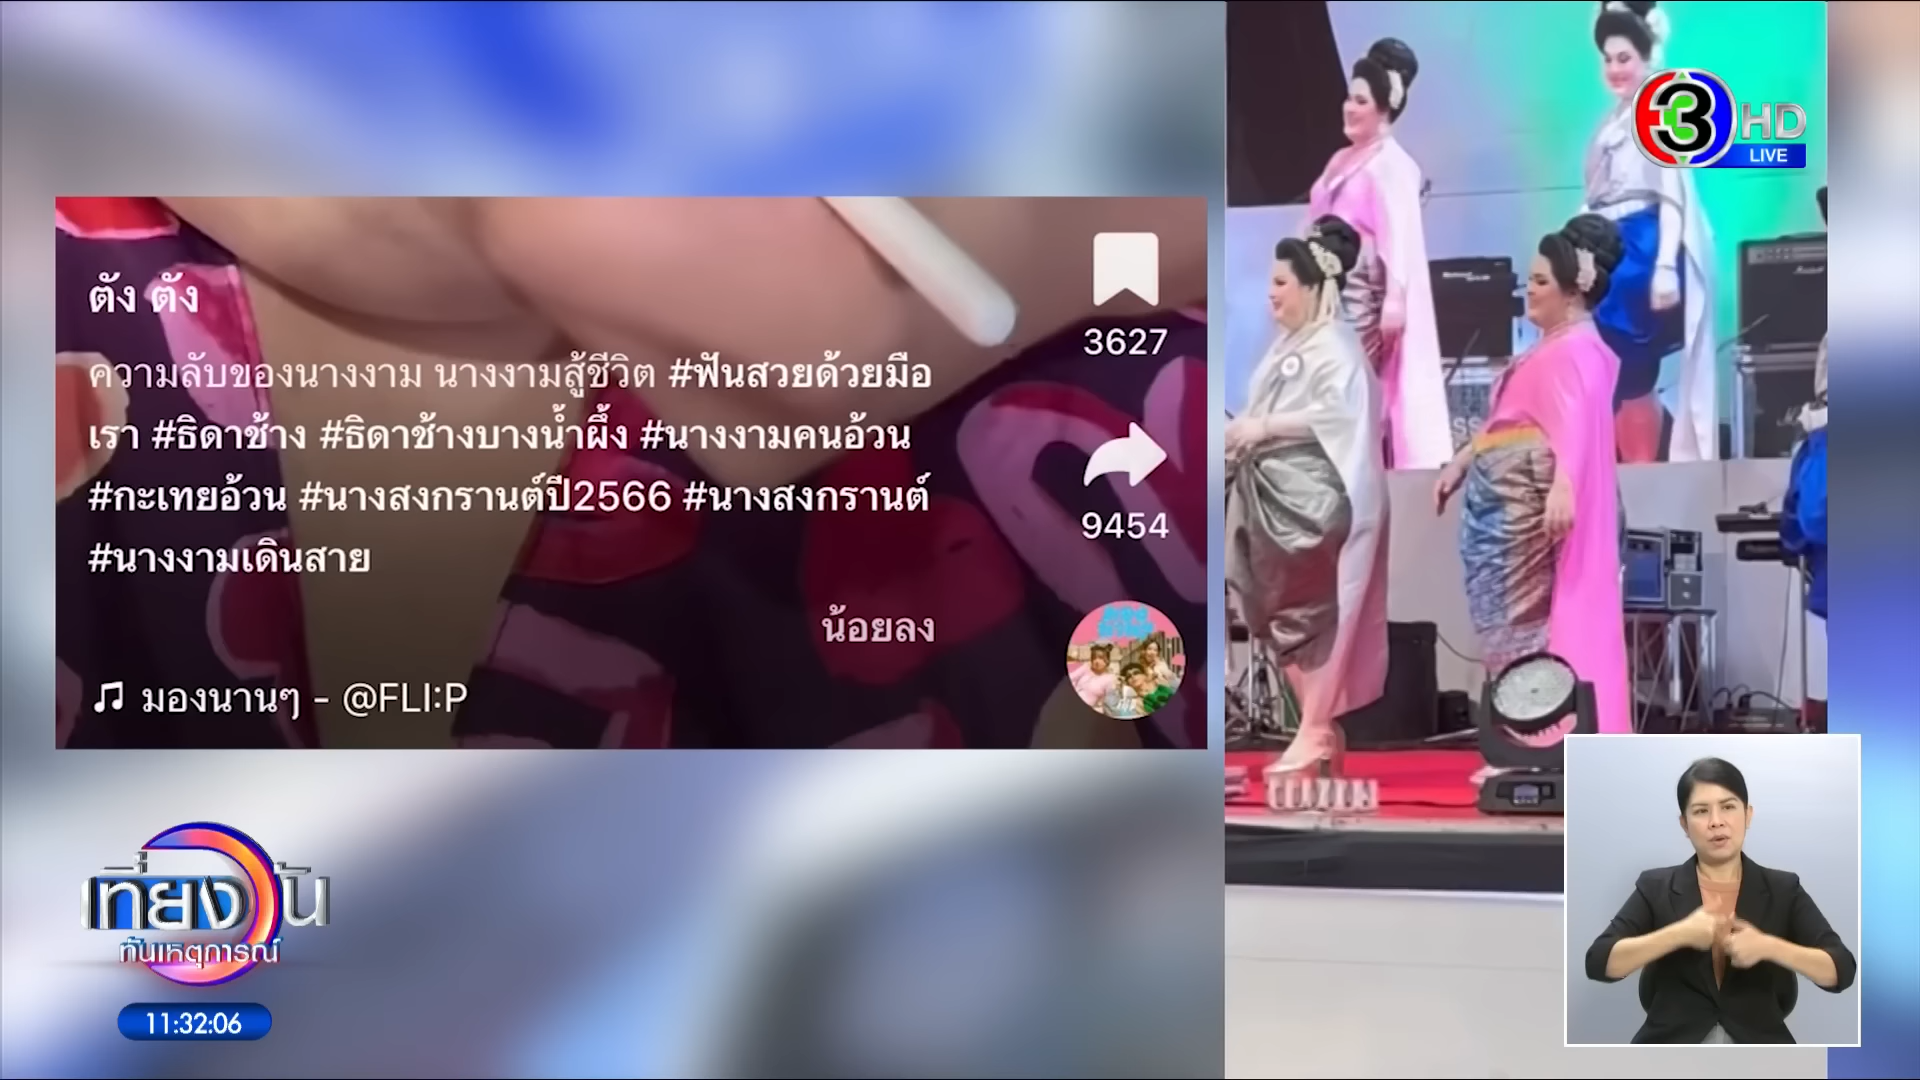 3 HD
LIVE
ตัง ตัง
3627
ความลับของนางงาม นางงามสู้ชีวิต #ฟันสวยด้วยมือ
เรา #ธิดาช้าง #ธิดาช้างบางน้ำผึ้ง #นางงามคนอ้วน
#กะเทยอ้วน #นางสงกรานต์ปี2566 #นางสงกรานต์
9454
#นางงามเดินสาย
น้อยลง
มองนานๆ - @FLI:P
เที่ยงวัน
ทันเหตุการณ์
11:32:06